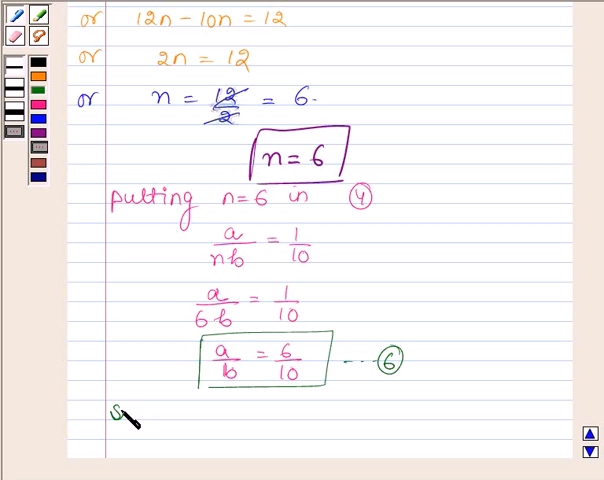 or 12n - 10n = 12
or 2n = 12
or n = 12/2 = 6.
n = 6
putting n = 6 in ④
a/nb = 1/10
a/6b = 1/10
a/b = 6/10 --- ⑥
S